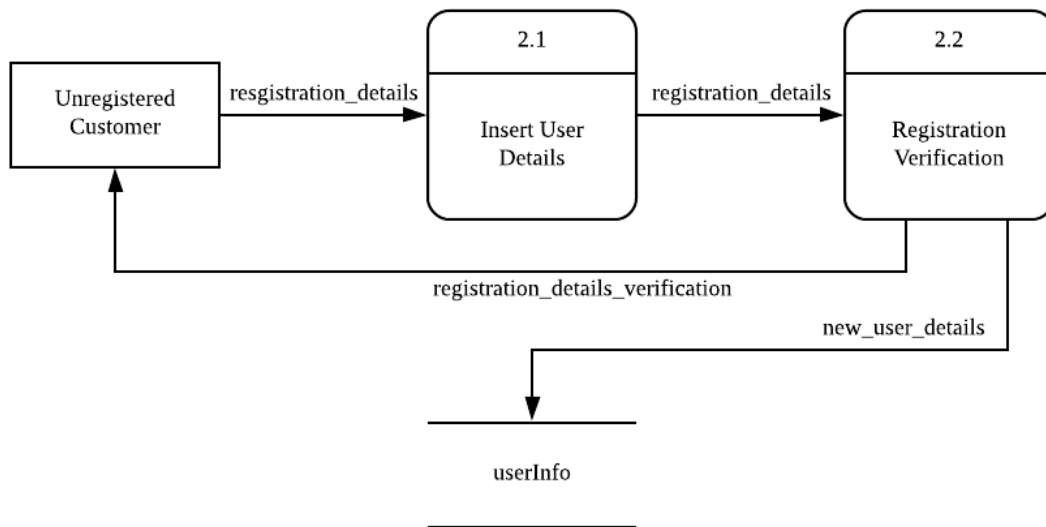 2.1
2.2
Unregistered
Customer
resgistration_details
Insert User
Details
registration_details
Registration
Verification
registration_details_verification
new_user_details
userInfo